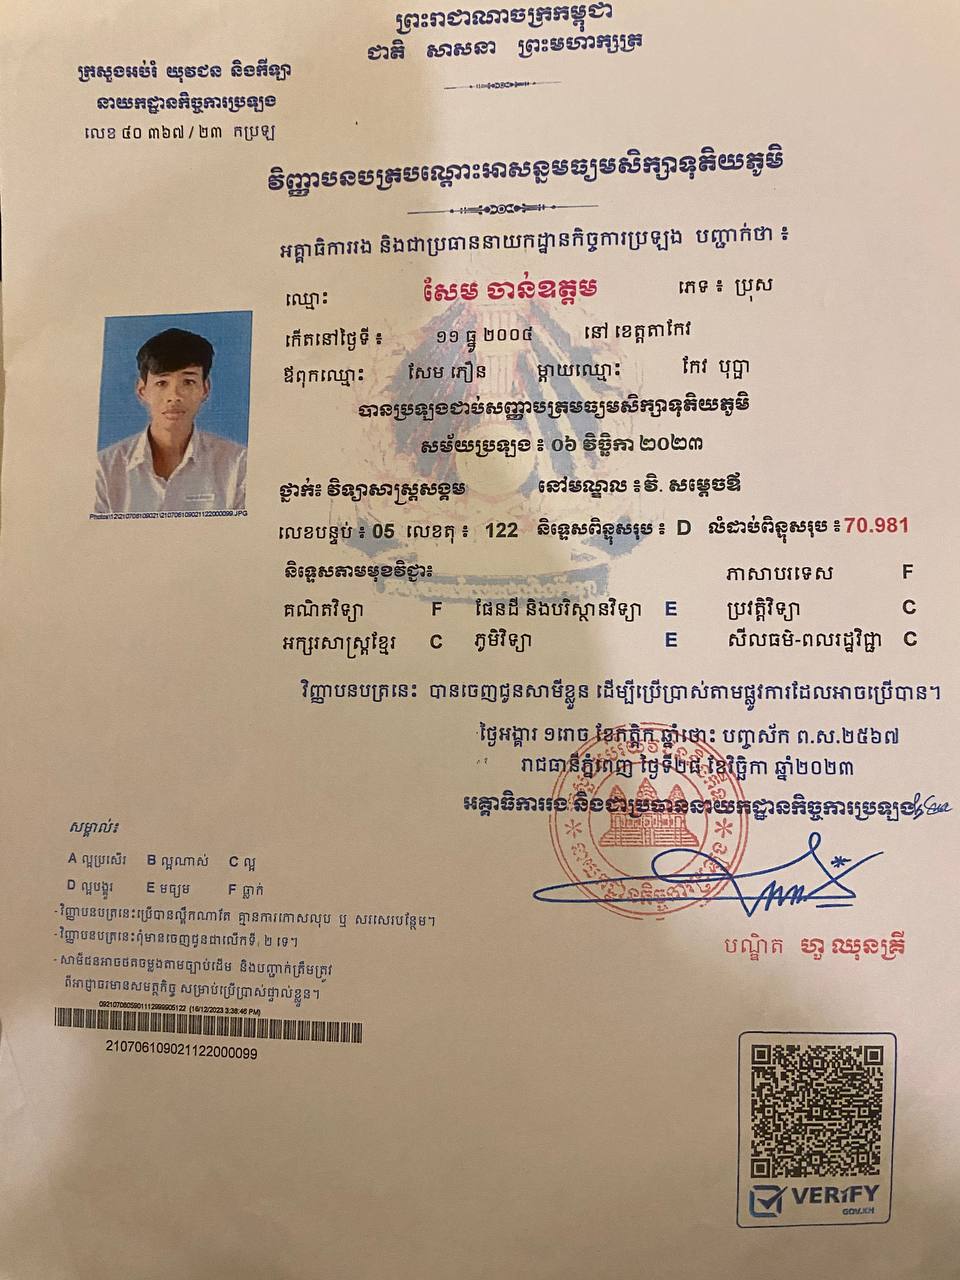 ព្រះរាជាណាចក្រកម្ពុជា
ជាតិ សាសនា ព្រះមហាក្សត្រ
ក្រសួងអប់រំ យុវជន និងកីឡា
នាយកដ្ឋានកិច្ចការប្រឡង
លេខ ៤០ ៣៦៧ / ២៣ កប្រឡ
វិញ្ញាបនបត្របណ្តោះអាសន្នមធ្យមសិក្សាទុតិយភូមិ
អគ្គាធិការរង និងជាប្រធាននាយកដ្ឋានកិច្ចការប្រឡង បញ្ជាក់ថា ៖
ឈ្មោះ សែម ចាន់ឧត្តម ភេទ ៖ ប្រុស
កើតនៅថ្ងៃទី ៖ ១១ ធ្នូ ២០០៤ នៅ ខេត្តតាកែវ
ឪពុកឈ្មោះ សែម ភឿន ម្តាយឈ្មោះ កែវ បុប្ផា
បានប្រឡងជាប់សញ្ញាបត្រមធ្យមសិក្សាទុតិយភូមិ
សម័យប្រឡង ៖ ០៦ វិច្ឆិកា ២០២៣
ថ្នាក់៖ វិទ្យាសាស្ត្រសង្គម នៅមណ្ឌល ៖ វិ. សម្តេចឪ
លេខបន្ទប់ ៖ 05 លេខតុ ៖ 122 និទ្ទេសពិន្ទុសរុប ៖ D លំដាប់ពិន្ទុសរុប ៖ 70.981
និទ្ទេសតាមមុខវិជ្ជា៖ ភាសាបរទេស F
គណិតវិទ្យា F ផែនដី និងបរិស្ថានវិទ្យា E ប្រវត្តិវិទ្យា C
អក្សរសាស្ត្រខ្មែរ C ភូមិវិទ្យា E សីលធម៌-ពលរដ្ឋវិជ្ជា C
វិញ្ញាបនបត្រនេះ បានចេញជូនសាមីខ្លួន ដើម្បីប្រើប្រាស់តាមផ្លូវការដែលអាចប្រើបាន។
ថ្ងៃអង្គារ ១រោច ខែកត្តិក ឆ្នាំថោះ បញ្ចស័ក ព.ស.២៥៦៧
រាជធានីភ្នំពេញ ថ្ងៃទី២៨ ខែវិច្ឆិកា ឆ្នាំ២០២៣
អគ្គាធិការរង និងជាប្រធាននាយកដ្ឋានកិច្ចការប្រឡង
បណ្ឌិត ហួ ឈុនគ្រី
សម្គាល់៖
A ល្អប្រសើរ B ល្អណាស់ C ល្អ
D ល្អបង្គួរ E មធ្យម F ធ្លាក់
- វិញ្ញាបនបត្រនេះប្រើបានល្គឹកណាតែ គ្មានការកោសលុប ឬ សរសេរបន្ថែម។
- វិញ្ញាបនបត្រនេះពុំមានចេញជូនជាលើកទី ២ ទេ។
- សាមីជនអាចថតចម្លងតាមច្បាប់ដើម និងបញ្ជាក់ត្រឹមត្រូវ
ពីអាជ្ញាធរមានសមត្ថកិច្ច សម្រាប់ប្រើប្រាស់ផ្ទាល់ខ្លួន។
(16/12/2023 3:38:46 PM)
210706109021122000099
VERiFY
GOV.KH